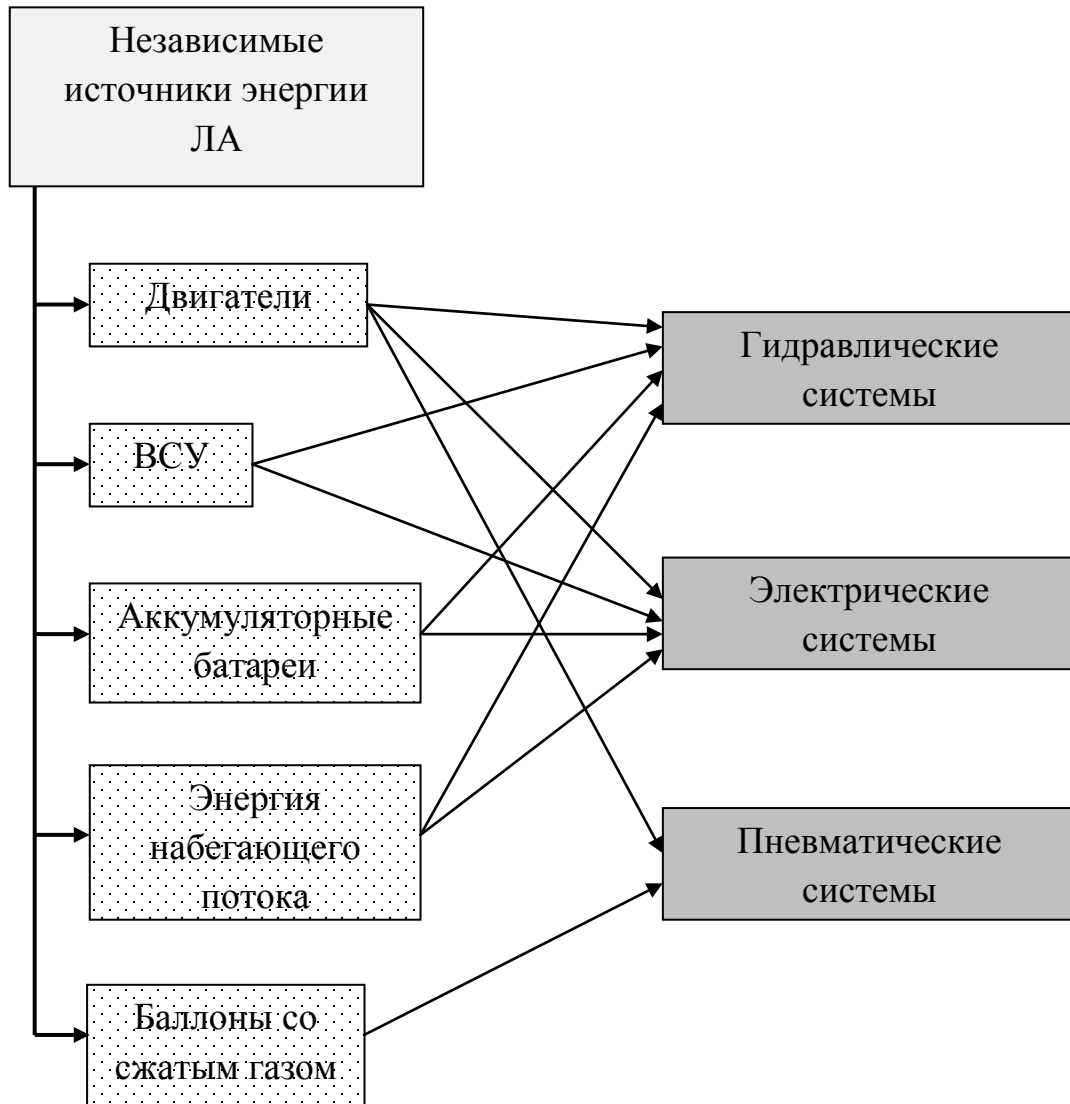 Независимые
источники энергии
ЛА
Двигатели
Гидравлические
системы
ВСУ
Электрические
системы
Аккумуляторные
батареи
Энергия
набегающего
потока
Пневматические
системы
Баллоны со
сжатым газом